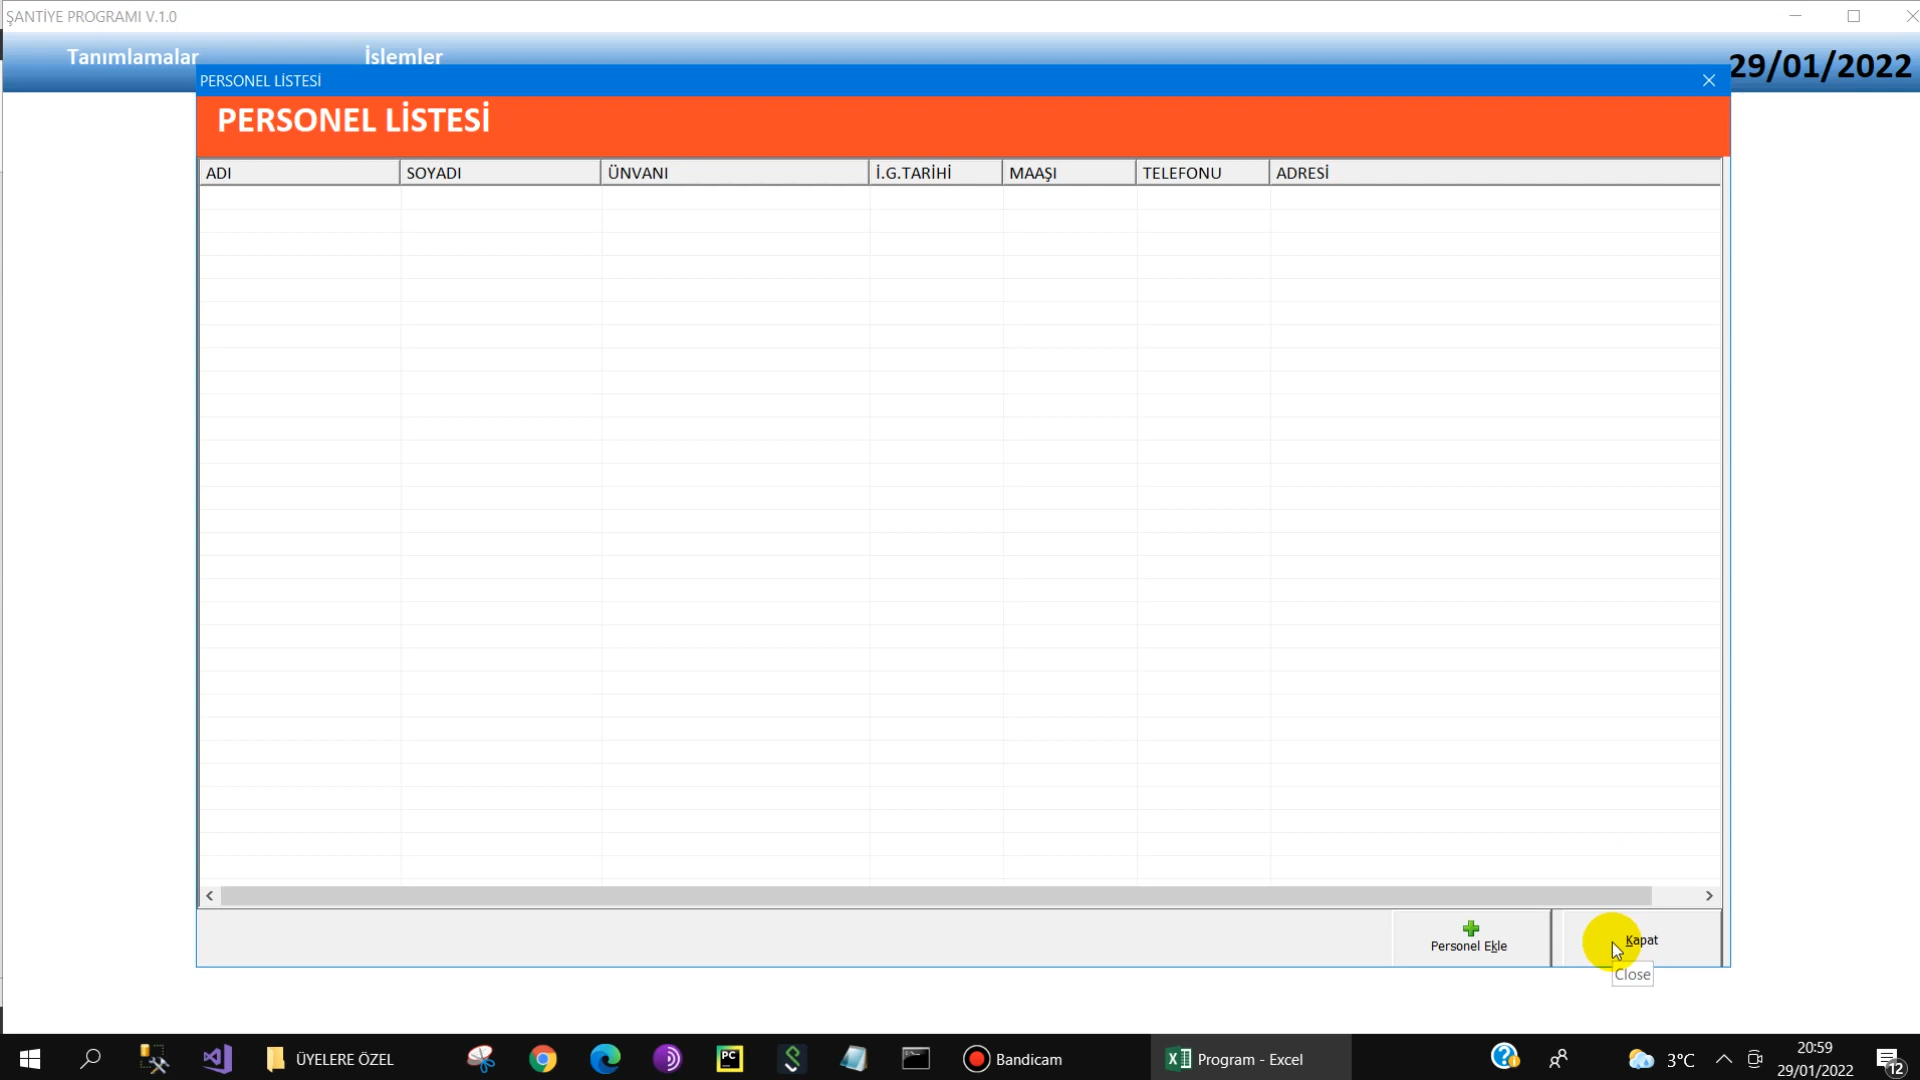 ŞANTİYE PROGRAMI V.1.0
Tanımlamalar
İslemler
29/01/2022
PERSONEL LİSTESİ
PERSONEL LİSTESİ
ADI
SOYADI
ÜNVANI
İ.G.TARİHİ
MAAŞI
TELEFONU
ADRESİ
Personel Ekle
Kapat
Close
ÜYELERE ÖZEL
PC
Bandicam
Program - Excel
3°C
20:59
29/01/2022
12